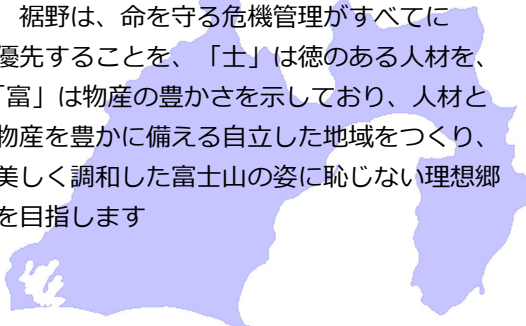 裾野は、命を守る危機管理がすべてに
優先することを、「士」は徳のある人材を、
「富」は物産の豊かさを示しており、人材と
物産を豊かに備える自立した地域をつくり、
美しく調和した富士山の姿に恥じない理想郷
を目指します